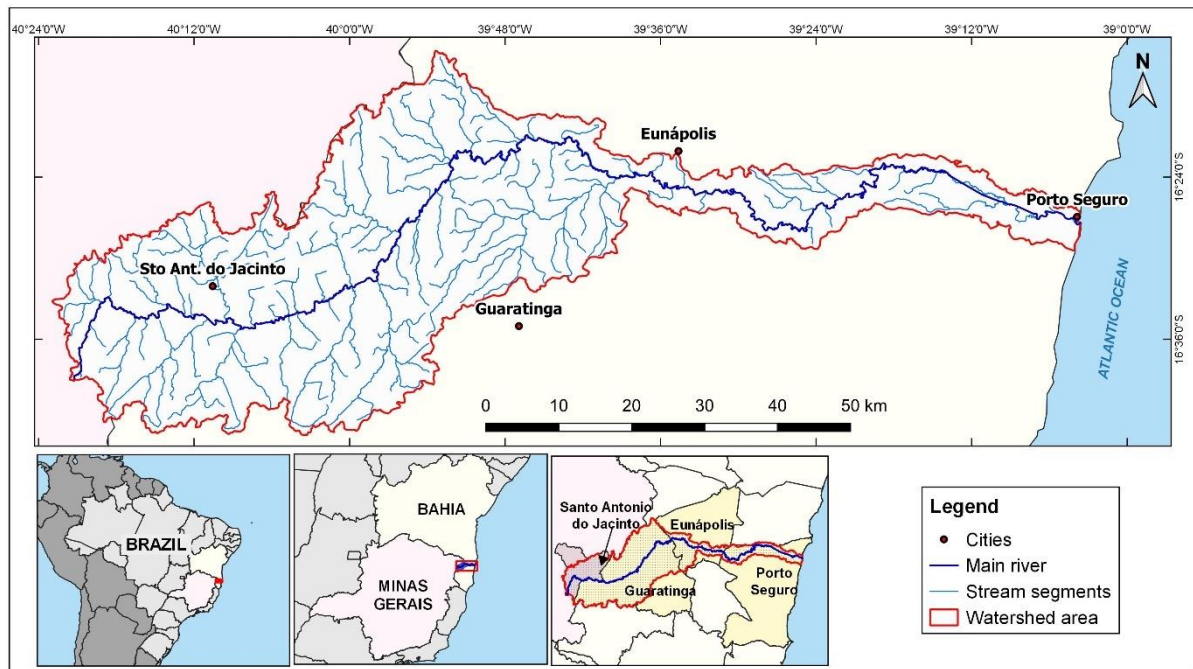 40°24'0"W 40°12'0"W 40°0'0"W 39°48'0"W 39°36'0"W 39°24'0"W 39°12'0"W 39°0'0"W
N
Eunápolis
16°24'0"S
Porto Seguro
Sto Ant. do Jacinto
Guaratinga
16°36'0"S
ATLANTIC OCEAN
0 10 20 30 40 50 km
BRAZIL
BAHIA
MINAS
GERAIS
Santo Antonio
do Jacinto
Eunápolis
Guaratinga
Porto
Seguro
Legend
Cities
Main river
Stream segments
Watershed area